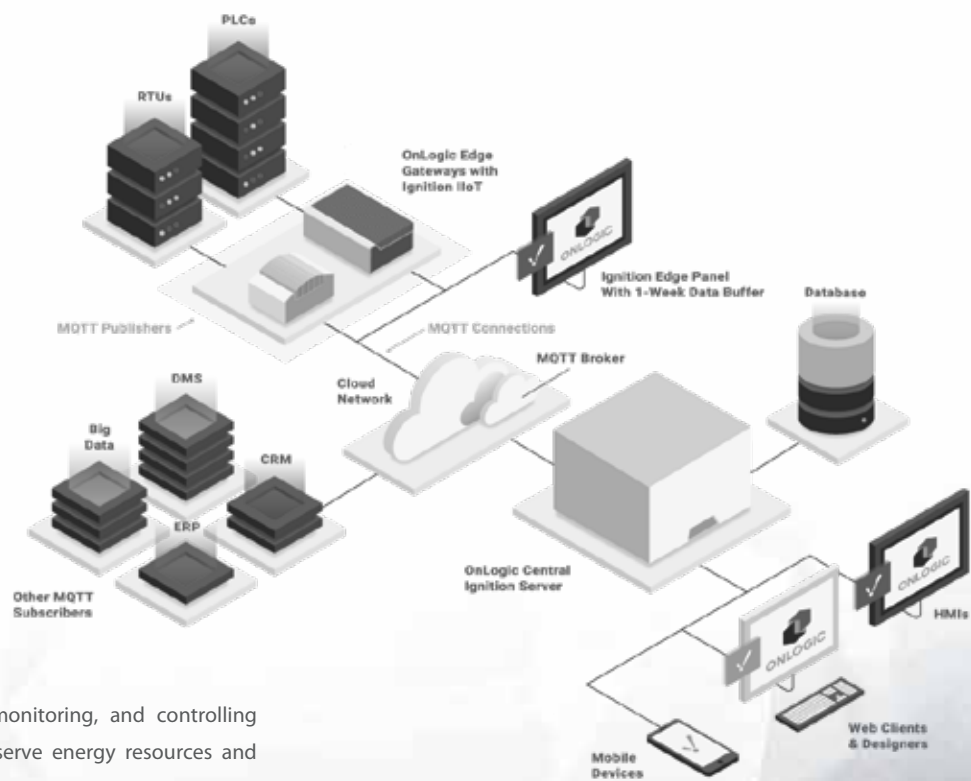 PLCs
RTUs
OnLogic Edge
Gateways with
Ignition IIoT
ONLOGIC
Ignition Edge Panel
With 1-Week Data Buffer
Database
MQTT Publishers
MQTT Connections
MQTT Broker
Cloud
Network
DMS
Big
Data
CRM
ERP
Other MQTT
Subscribers
OnLogic Central
Ignition Server
ONLOGIC
HMIs
ONLOGIC
Web Clients
& Designers
Mobile
Devices
monitoring, and controlling
serve energy resources and